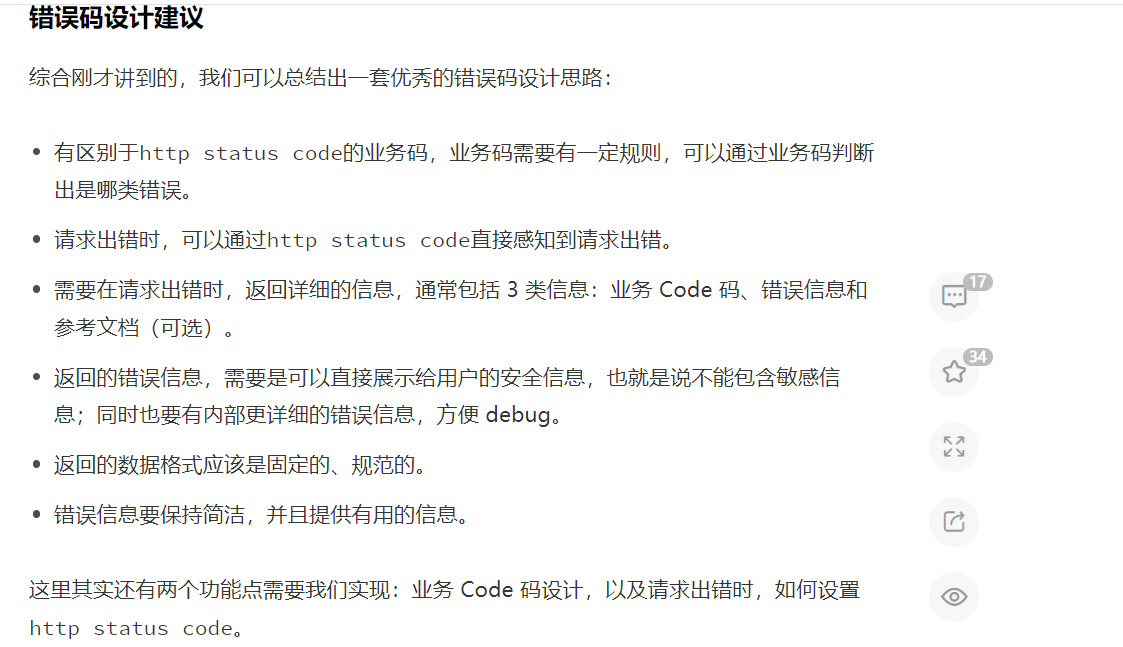 错误码设计建议
综合刚才讲到的，我们可以总结出一套优秀的错误码设计思路：
有区别于http status code的业务码，业务码需要有一定规则，可以通过业务码判断
出是哪类错误。
请求出错时，可以通过http status code直接感知到请求出错。
需要在请求出错时，返回详细的信息，通常包括 3 类信息：业务 Code 码、错误信息和
参考文档（可选）。
返回的错误信息，需要是可以直接展示给用户的安全信息，也就是说不能包含敏感信
息；同时也要有内部更详细的错误信息，方便 debug。
返回的数据格式应该是固定的、规范的。
错误信息要保持简洁，并且提供有用的信息。
这里其实还有两个功能点需要我们实现：业务 Code 码设计，以及请求出错时，如何设置
http status code。
17
34